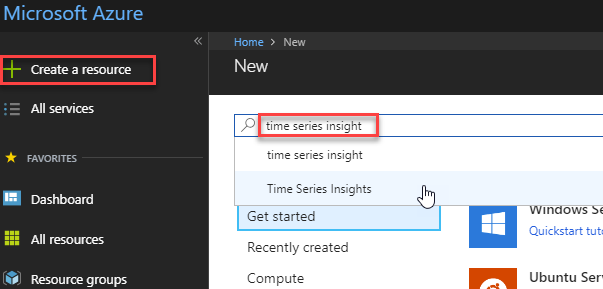 Microsoft Azure
«
Home > New
Create a resource
New
All services
time series insight
FAVORITES
time series insight
Time Series Insights
Dashboard
Get started
Windows Se
Quickstart tuto
All resources
Recently created
Resource groups
Compute
Ubuntu Serv